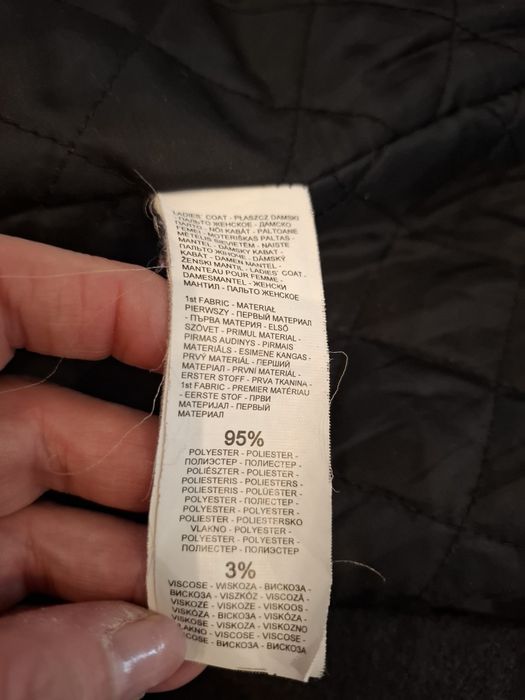 LADIES' COAT - PŁASZCZ DAMSKI
- ПАЛЬТО ЖЕНСКОЕ - ДАМСКО
ПАЛТО - NŐI KABÁT - PALTOANE
FEMEI - MOTERIŠKAS PALTAS -
METELIS SIEVIETĒM - NAISTE
MANTEL - DÁMSKY KABÁT -
ПАЛЬТО ЖІНОЧЕ - DÁMSKÝ
KABÁT - DAMEN MANTEL -
ŽENSKI MANTIL - LADIES' COAT -
MANTEAU POUR FEMME -
DAMESMANTEL - ЖЕНСКИ
МАНТИЛ - ПАЛЬТО ЖЕНСКОЕ
1st FABRIC - MATERIAŁ
PIERWSZY - ПЕРВЫЙ МАТЕРИАЛ
- ПЪРВА МАТЕРИЯ - ELSŐ
SZÖVET - PRIMUL MATERIAL -
PIRMAS AUDINYS - PIRMAIS
MATERIĀLS - ESIMENE KANGAS -
PRVÝ MATERIÁL - ПЕРШИЙ
МАТЕРІАЛ - PRVNÍ MATERIÁL -
ERSTER STOFF - PRVA TKANINA -
1st FABRIC - PREMIER MATÉRIAU
- EERSTE STOF - ПРВИ
МАТЕРИЈАЛ - ПЕРВЫЙ
МАТЕРИАЛ
95%
POLYESTER - POLIESTER -
ПОЛИЭСТЕР - ПОЛИЕСТЕР -
POLIÉSZTER - POLIESTER -
POLIESTERIS - POLIESTERS -
POLIESTERIS - POLÜESTER -
POLYESTER - ПОЛІЕСТЕР -
POLYESTER - POLYESTER -
POLIESTER - POLIESTERSKO
VLAKNO - POLYESTER -
POLYESTER - POLYESTER -
ПОЛИЕСТЕР - ПОЛИЭСТЕР
3%
VISCOSE - WISKOZA - ВИСКОЗА -
ВИСКОЗА - VISZKÓZ - VISCOZĂ -
VISKOZĖ - VISKOZE - VISKOOS -
VISKÓZA - ВІСКОЗА - VISKÓZA -
VISKOSE - VISKOZA - VISKOZNO
VLAKNO - VISCOSE - VISCOSE -
VISCOSE - ВИСКОЗА - ВИСКОЗА